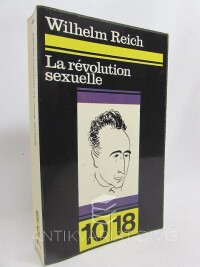 Wilhelm Reich
La révolution
sexuelle
10 18